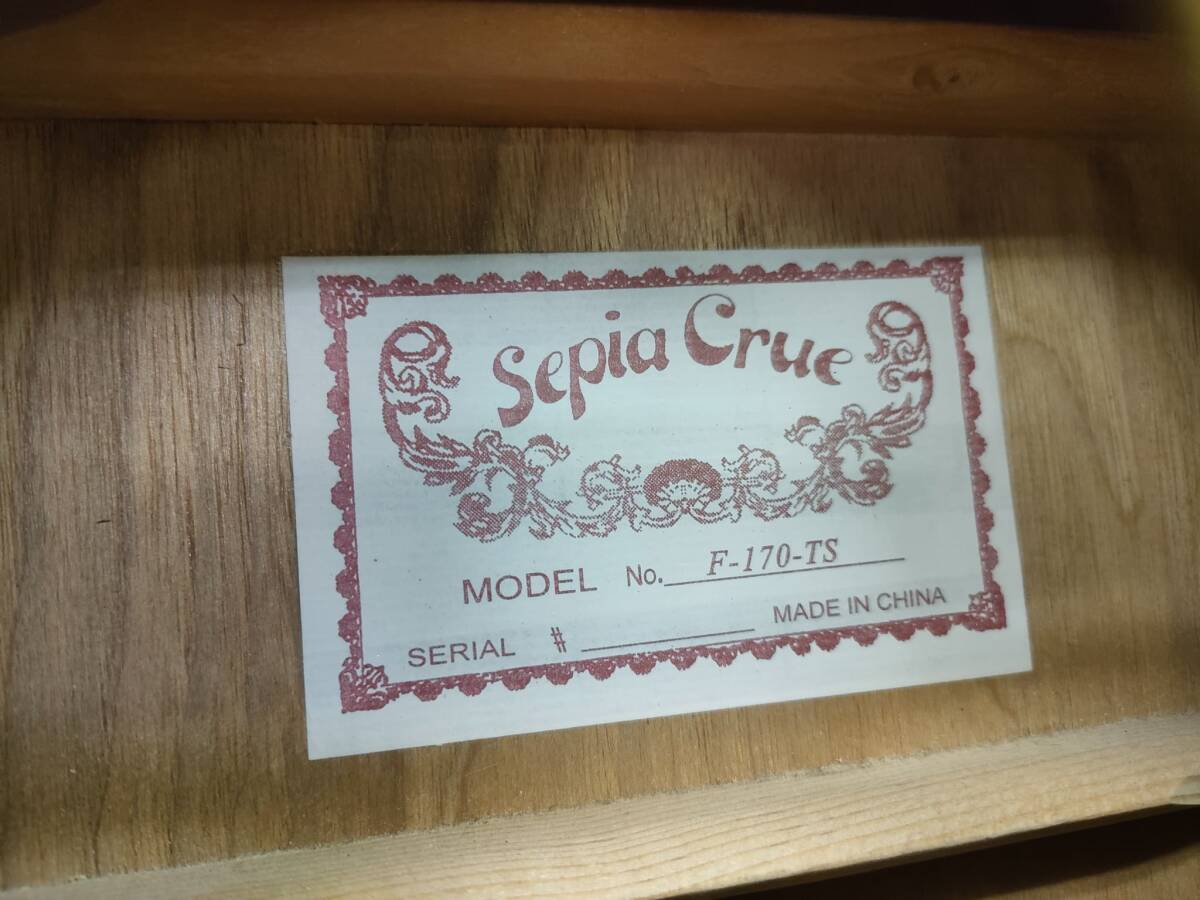 Sepia Crue
MODEL No. F-170-TS
SERIAL # MADE IN CHINA